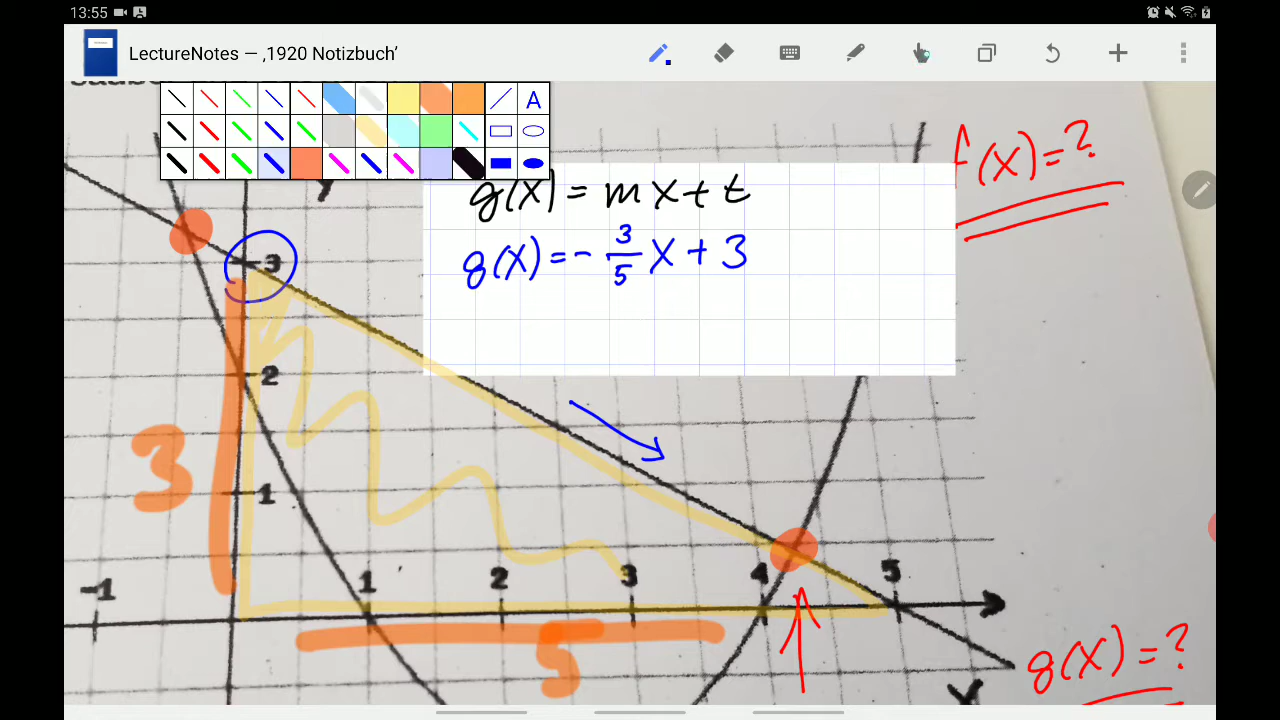 13:55
LectureNotes — ‚1920 Notizbuch’
A
y
f(x)=?
g(x) = mx+t
g(x) = - 3/5 x + 3
3
2
3
1
-1
1
2
3
4
5
5
g(x)=?
x